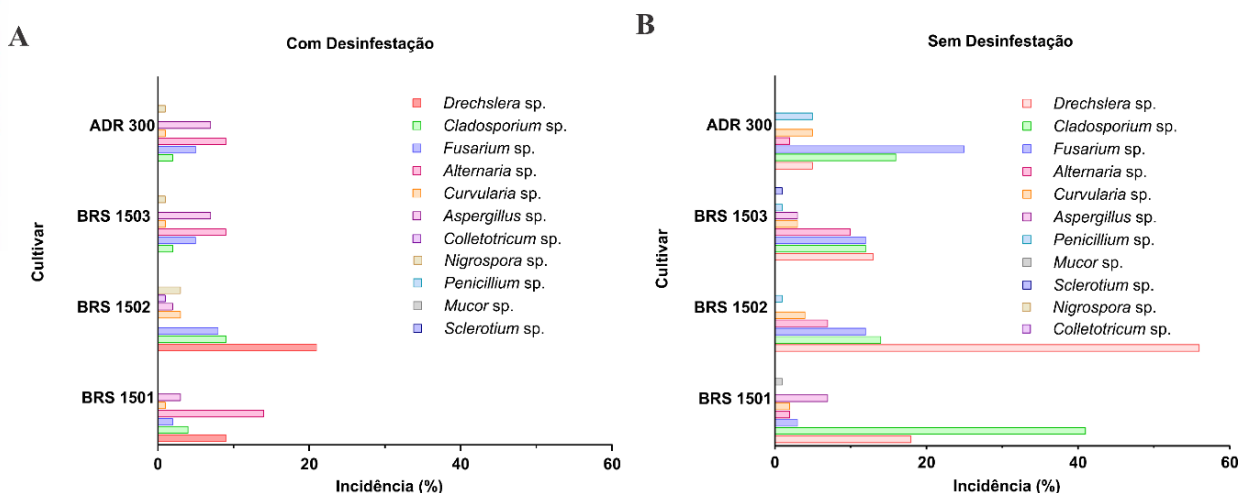 A
Com Desinfestação
Cultivar
ADR 300
BRS 1503
BRS 1502
BRS 1501
Drechslera sp.
Cladosporium sp.
Fusarium sp.
Alternaria sp.
Curvularia sp.
Aspergillus sp.
Colletotricum sp.
Nigrospora sp.
Penicillium sp.
Mucor sp.
Sclerotium sp.
0 20 40 60
Incidência (%)
B
Sem Desinfestação
Cultivar
ADR 300
BRS 1503
BRS 1502
BRS 1501
Drechslera sp.
Cladosporium sp.
Fusarium sp.
Alternaria sp.
Curvularia sp.
Aspergillus sp.
Penicillium sp.
Mucor sp.
Sclerotium sp.
Nigrospora sp.
Colletotricum sp.
0 20 40 60
Incidência (%)